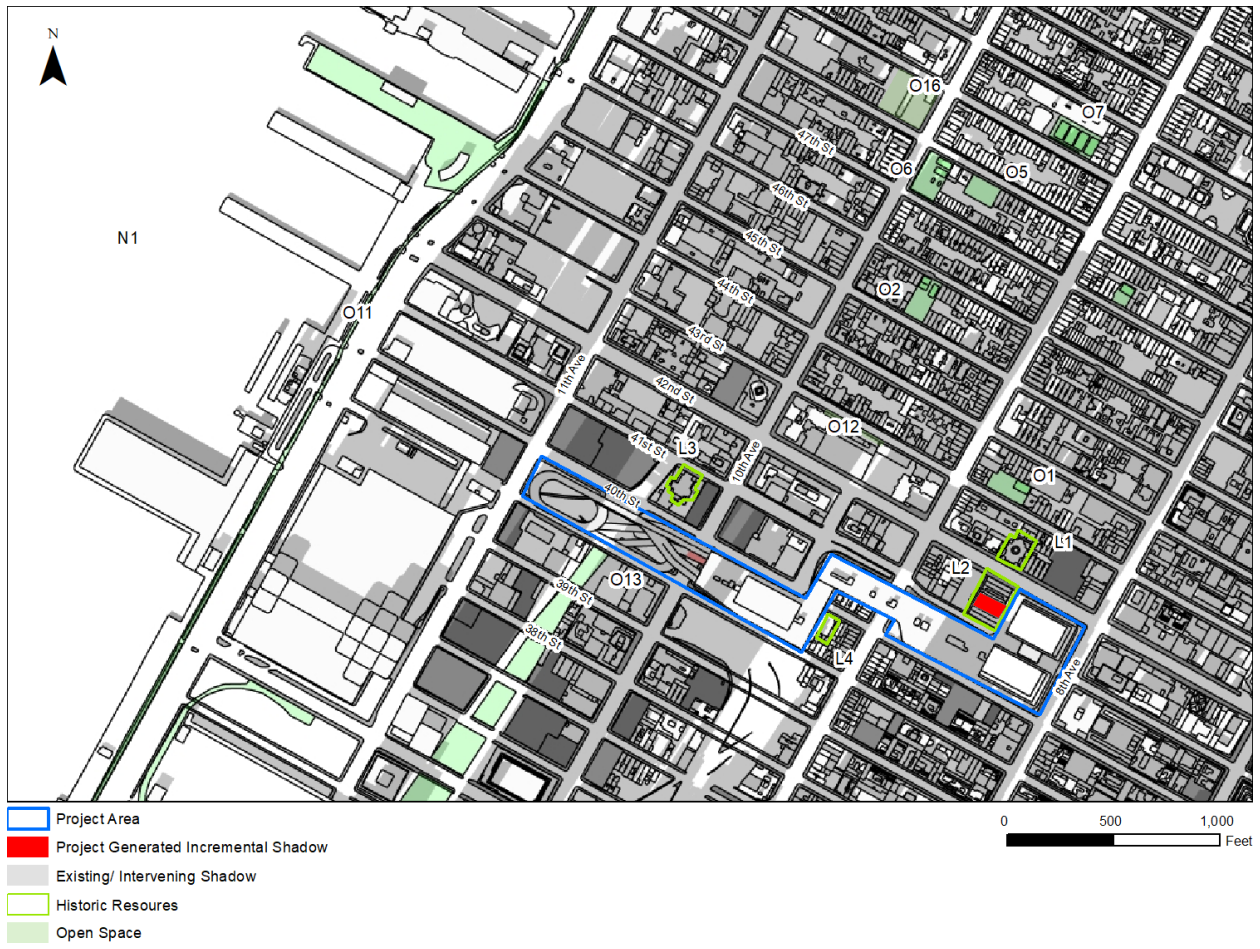 N
O16
O7
47th St
O6
O5
46th St
N1
45th St
O2
44th St
O11
43rd St
11th Ave
42nd St
O12
41st St
L3
10th Ave
O1
40th St
L1
L2
O13
39th St
38th St
L4
8th Ave
Project Area
0 500 1,000
Feet
Project Generated Incremental Shadow
Existing/ Intervening Shadow
Historic Resoures
Open Space